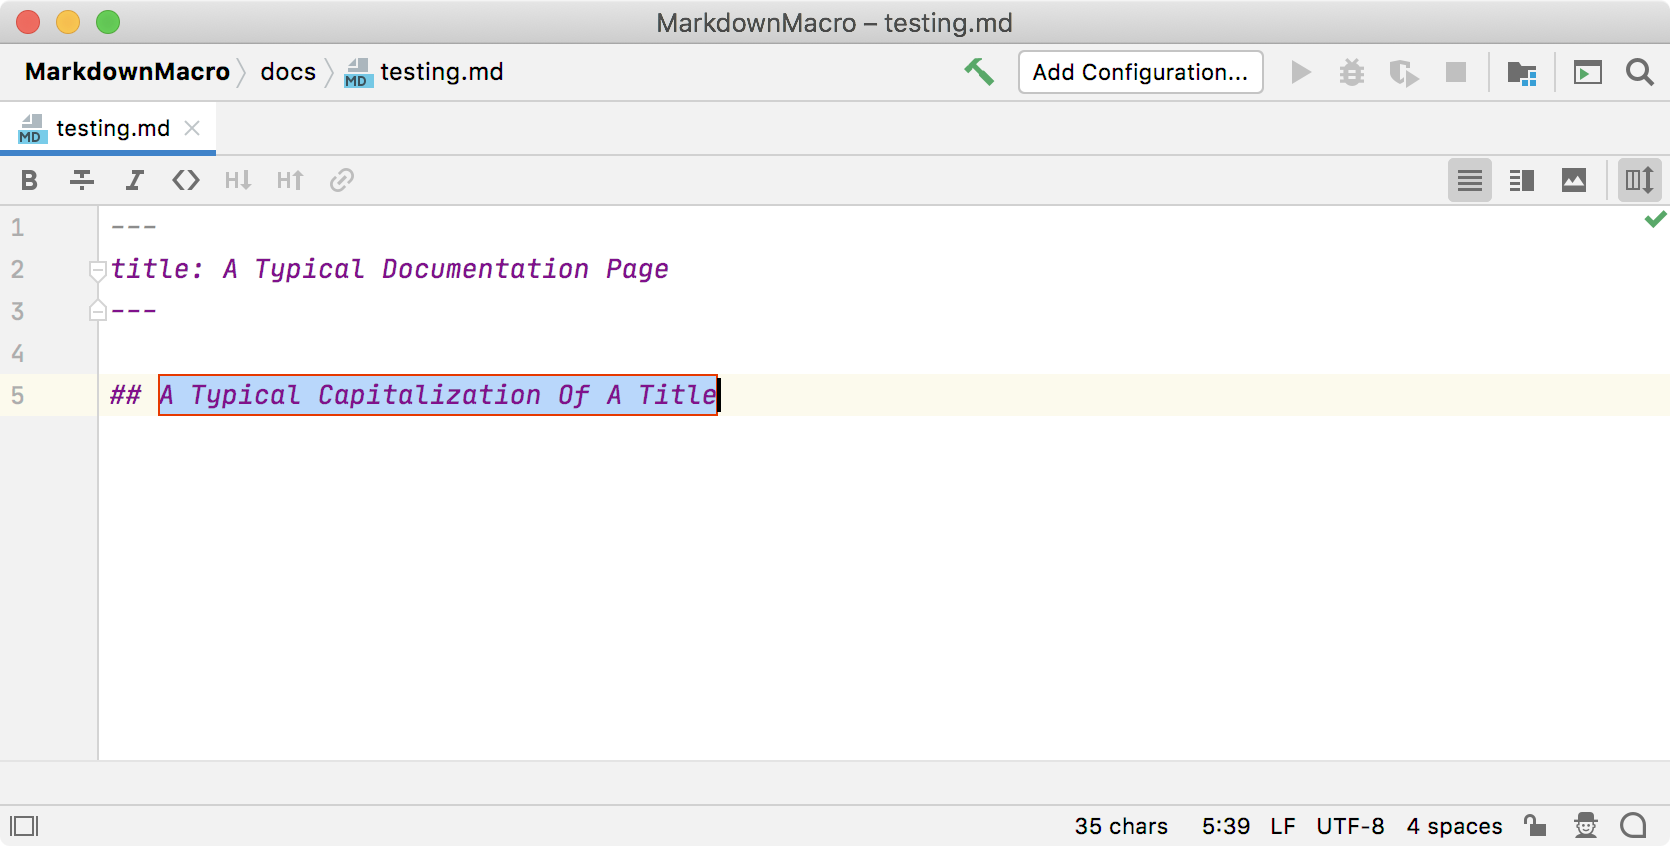 MarkdownMacro – testing.md
MarkdownMacro docs MD testing.md Add Configuration...
MD testing.md
B I H H
1 ---
2 title: A Typical Documentation Page
3 ---
4
5 ## A Typical Capitalization Of A Title
35 chars 5:39 LF UTF-8 4 spaces